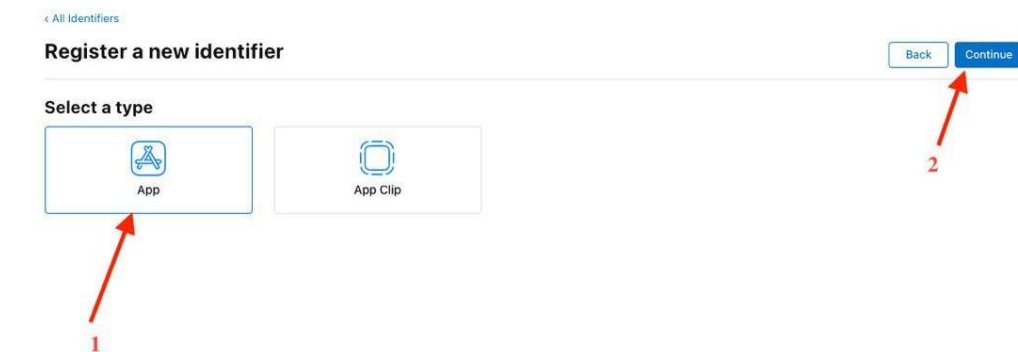 < All Identifiers
Register a new identifier
Back
Continue
Select a type
App
App Clip
2
1